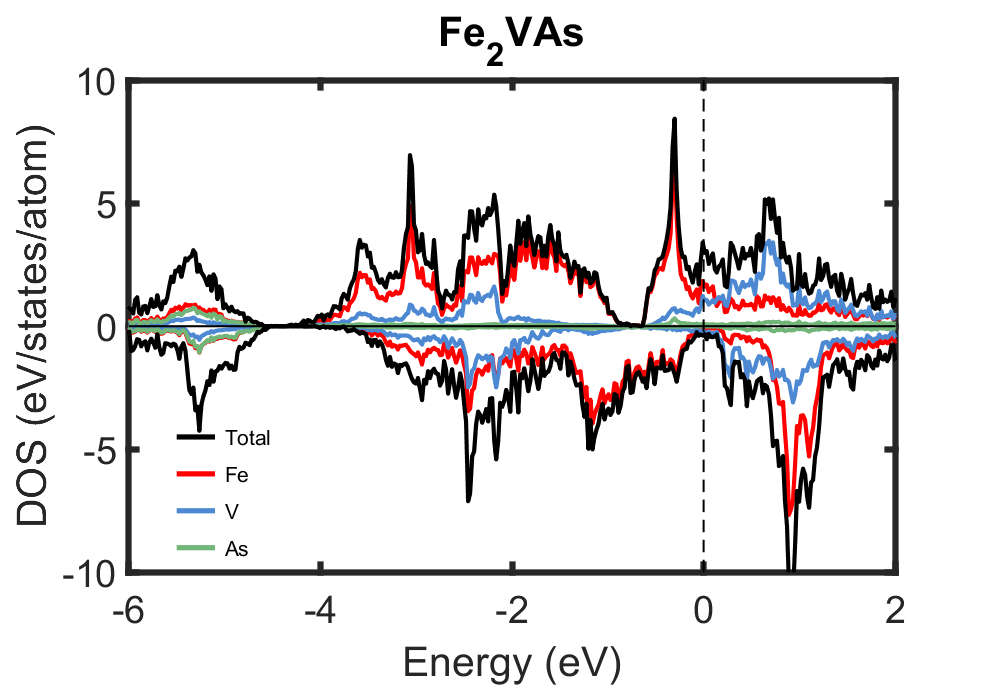 Fe2VAs
10
5
0
-5
-10
DOS (eV/states/atom)
Total
Fe
V
As
-6 -4 -2 0 2
Energy (eV)